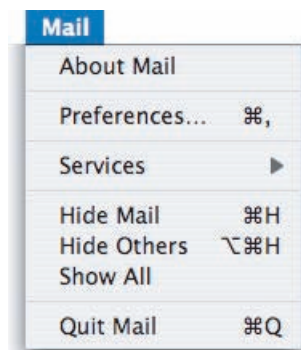 Mail
About Mail
Preferences... ⌘,
Services ▶
Hide Mail ⌘H
Hide Others ⌥⌘H
Show All
Quit Mail ⌘Q